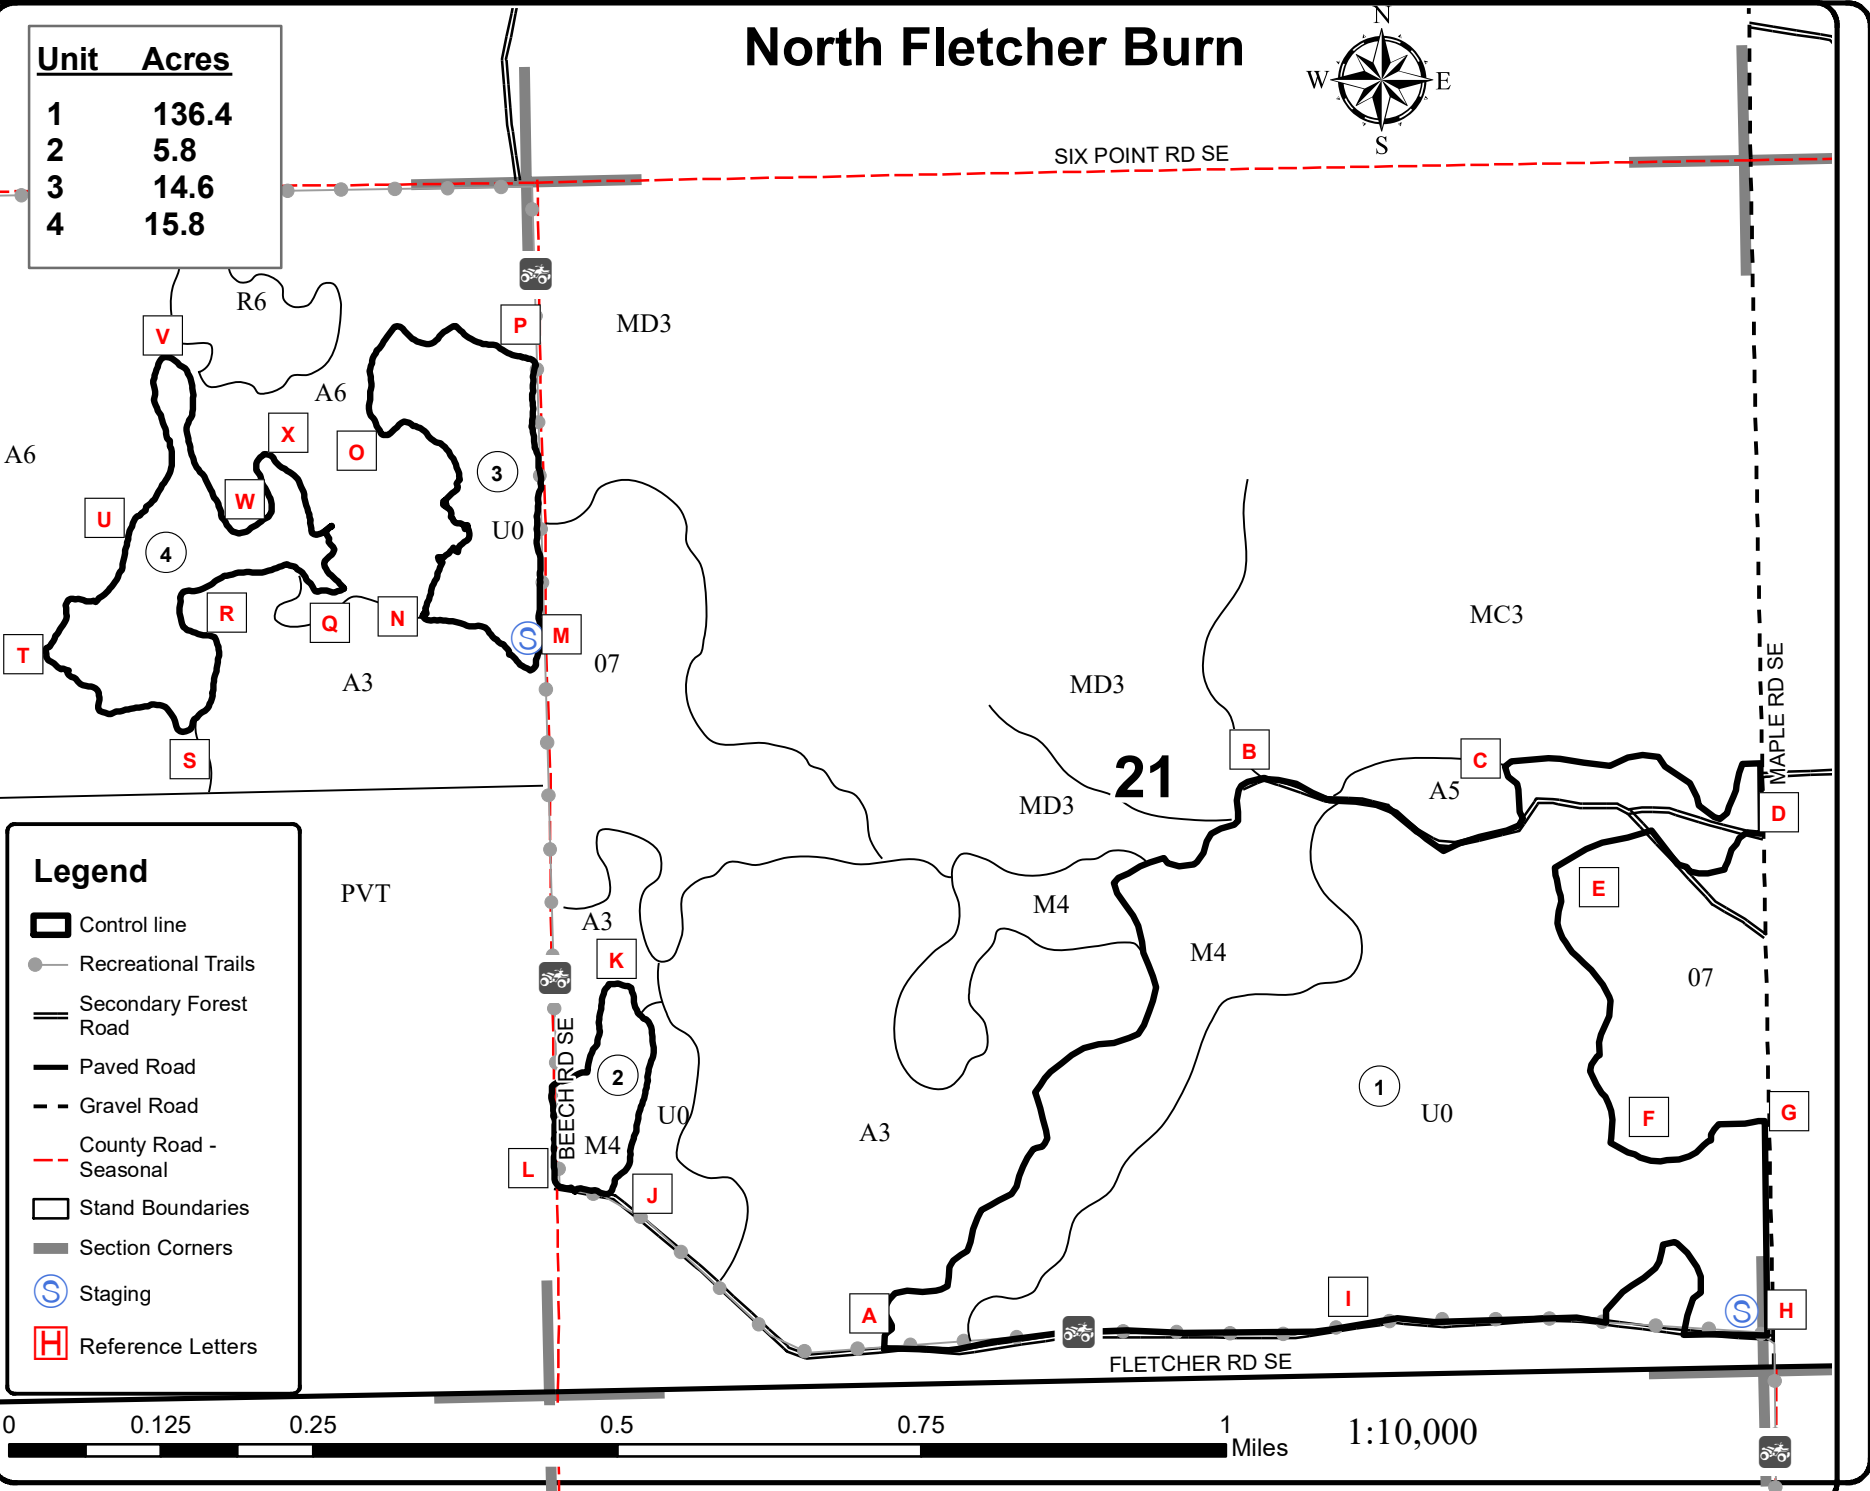 North Fletcher Burn
Unit Acres
1 136.4
2 5.8
3 14.6
4 15.8
N
W E
S
SIX POINT RD SE
R6
V
P
MD3
A6
X
O
A6
3
W
U
U0
4
R
Q
N
S
M
MC3
T
07
A3
MD3
MAPLE RD SE
S
B
C
21
A5
MD3
D
Legend
Control line
Recreational Trails
Secondary Forest
Road
Paved Road
Gravel Road
County Road -
Seasonal
Stand Boundaries
Section Corners
S Staging
H Reference Letters
PVT
E
M4
A3
M4
K
07
BEECH RD SE
2
1
U0
U0
F
G
A3
M4
L
J
I
A
S
H
FLETCHER RD SE
0 0.125 0.25 0.5 0.75 1
Miles
1:10,000